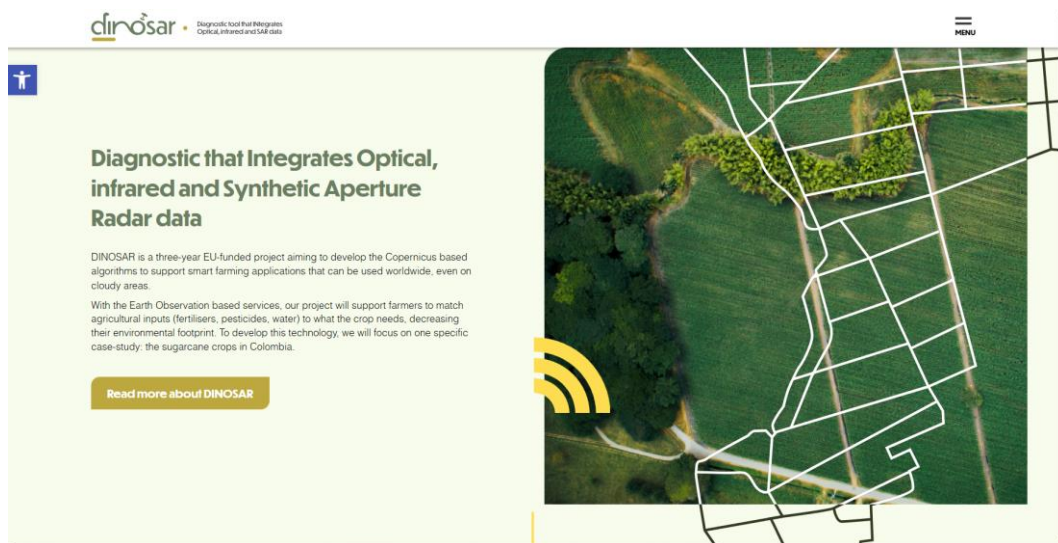 dinosar
Diagnostic tool that INtegrates
Optical, infrared and SAR data
MENU
Diagnostic that Integrates Optical,
infrared and Synthetic Aperture
Radar data
DINOSAR is a three-year EU-funded project aiming to develop the Copernicus based
algorithms to support smart farming applications that can be used worldwide, even on
cloudy areas.
With the Earth Observation based services, our project will support farmers to match
agricultural inputs (fertilisers, pesticides, water) to what the crop needs, decreasing
their environmental footprint. To develop this technology, we will focus on one specific
case-study: the sugarcane crops in Colombia.
Read more about DINOSAR